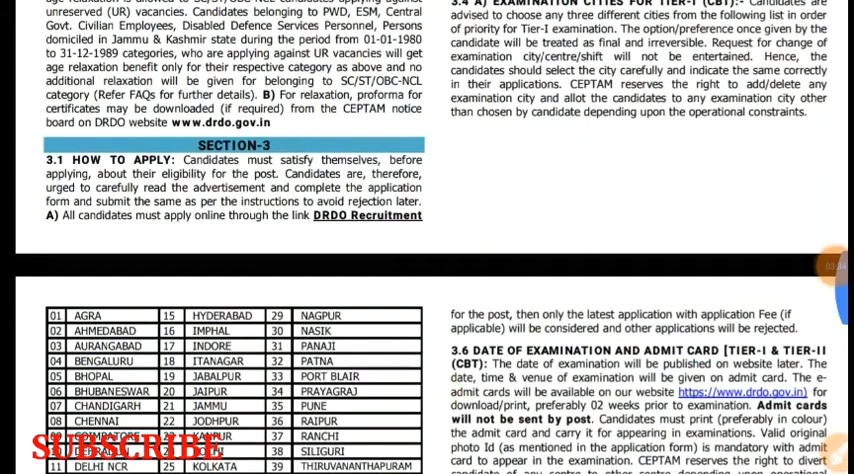 age relaxation is allowed to SC/ST/OBC-NCL candidates applying against
unreserved (UR) vacancies. Candidates belonging to PWD, ESM, Central
Govt. Civilian Employees, Disabled Defence Services Personnel, Persons
domiciled in Jammu & Kashmir state during the period from 01-01-1980
to 31-12-1989 categories, who are applying against UR vacancies will get
age relaxation benefit only for their respective category as above and no
additional relaxation will be given for belonging to SC/ST/OBC-NCL
category (Refer FAQs for further details). B) For relaxation, proforma for
certificates may be downloaded (if required) from the CEPTAM notice
board on DRDO website www.drdo.gov.in
SECTION-3
3.1 HOW TO APPLY: Candidates must satisfy themselves, before
applying, about their eligibility for the post. Candidates are, therefore,
urged to carefully read the advertisement and complete the application
form and submit the same as per the instructions to avoid rejection later.
A) All candidates must apply online through the link DRDO Recruitment
3.4 A) EXAMINATION CITIES FOR TIER-I (CBT):- Candidates are
advised to choose any three different cities from the following list in order
of priority for Tier-I examination. The option/preference once given by the
candidate will be treated as final and irreversible. Request for change of
examination city/centre/shift will not be entertained. Hence, the
candidates should select the city carefully and indicate the same correctly
in their applications. CEPTAM reserves the right to add/delete any
examination city and allot the candidates to any examination city other
than chosen by candidate depending upon the operational constraints.
01 AGRA 15 HYDERABAD 29 NAGPUR
02 AHMEDABAD 16 IMPHAL 30 NASIK
03 AURANGABAD 17 INDORE 31 PANAJI
04 BENGALURU 18 ITANAGAR 32 PATNA
05 BHOPAL 19 JABALPUR 33 PORT BLAIR
06 BHUBANESWAR 20 JAIPUR 34 PRAYAGRAJ
07 CHANDIGARH 21 JAMMU 35 PUNE
08 CHENNAI 22 JODHPUR 36 RAIPUR
COIMBATORE KANPUR 37 RANCHI
38 SILIGURI
11 DELHI NCR 25 KOLKATA 39 THIRUVANANTHAPURAM
SUBSCRIBE
for the post, then only the latest application with application Fee (if
applicable) will be considered and other applications will be rejected.
3.6 DATE OF EXAMINATION AND ADMIT CARD [TIER-I & TIER-II
(CBT): The date of examination will be published on website later. The
date, time & venue of examination will be given on admit card. The e-
admit cards will be available on our website https://www.drdo.gov.in) for
download/print, preferably 02 weeks prior to examination. Admit cards
will not be sent by post. Candidates must print (preferably in colour)
the admit card and carry it for appearing in examinations. Valid original
photo Id (as mentioned in the application form) is mandatory with admit
card to appear in the examination. CEPTAM reserves the right to divert